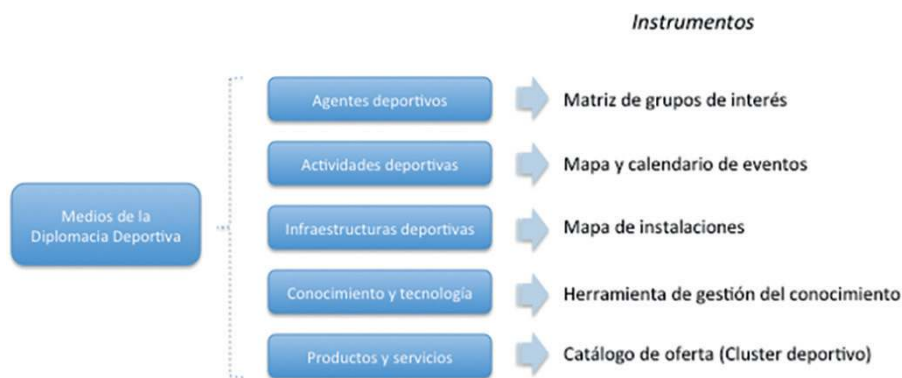 Instrumentos
Medios de la
Diplomacia Deportiva
Agentes deportivos
Matriz de grupos de interés
Actividades deportivas
Mapa y calendario de eventos
Infraestructuras deportivas
Mapa de instalaciones
Conocimiento y tecnología
Herramienta de gestión del conocimiento
Productos y servicios
Catálogo de oferta (Cluster deportivo)